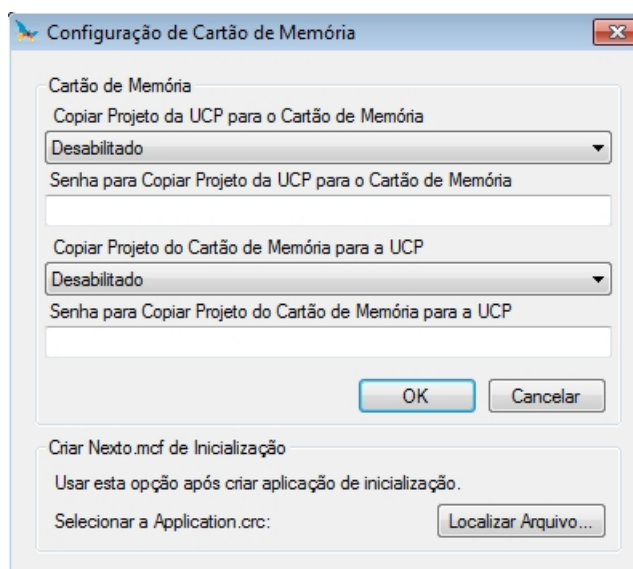 Configuração de Cartão de Memória
Cartão de Memória
Copiar Projeto da UCP para o Cartão de Memória
Desabilitado
Senha para Copiar Projeto da UCP para o Cartão de Memória
Copiar Projeto do Cartão de Memória para a UCP
Desabilitado
Senha para Copiar Projeto do Cartão de Memória para a UCP
OK Cancelar
Criar Nexto.mcf de Inicialização
Usar esta opção após criar aplicação de inicialização.
Selecionar a Application.crc: Localizar Arquivo...